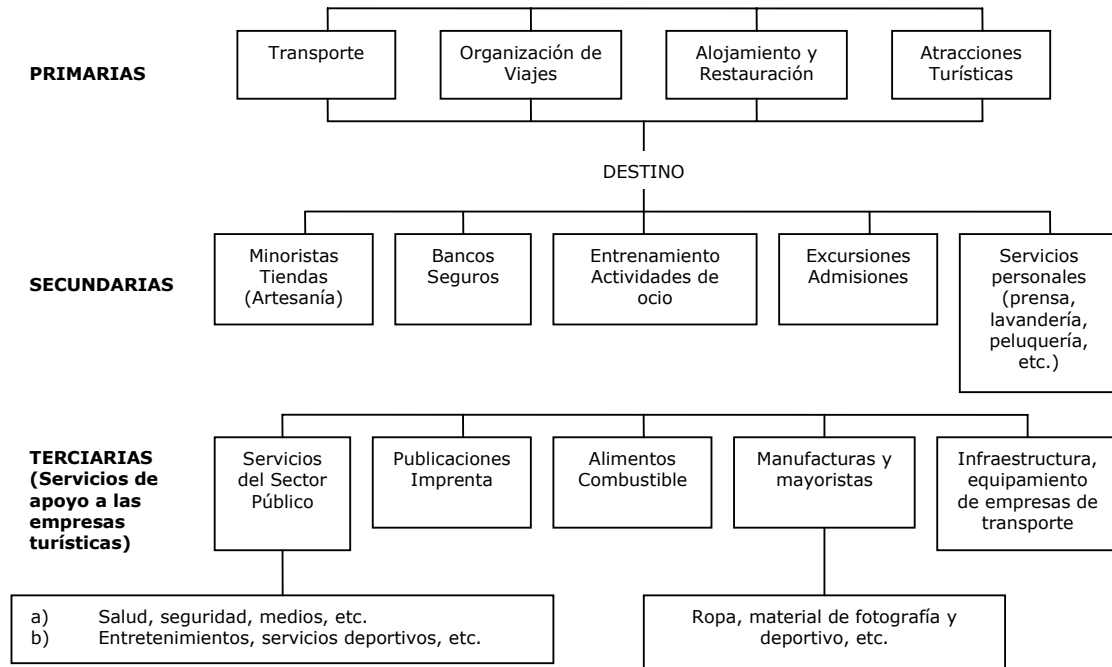 Transporte
Organización de
Viajes
Alojamiento y
Restauración
Atracciones
Turísticas
PRIMARIAS
DESTINO
SECUNDARIAS
Minoristas
Tiendas
(Artesanía)
Bancos
Seguros
Entrenamiento
Actividades de
ocio
Excursiones
Admisiones
Servicios
personales
(prensa,
lavandería,
peluquería,
etc.)
TERCIARIAS
(Servicios de
apoyo a las
empresas
turísticas)
Servicios
del Sector
Público
Publicaciones
Imprenta
Alimentos
Combustible
Manufacturas y
mayoristas
Infraestructura,
equipamiento
de empresas de
transporte
a) Salud, seguridad, medios, etc.
b) Entretenimientos, servicios deportivos, etc.
Ropa, material de fotografía y
deportivo, etc.